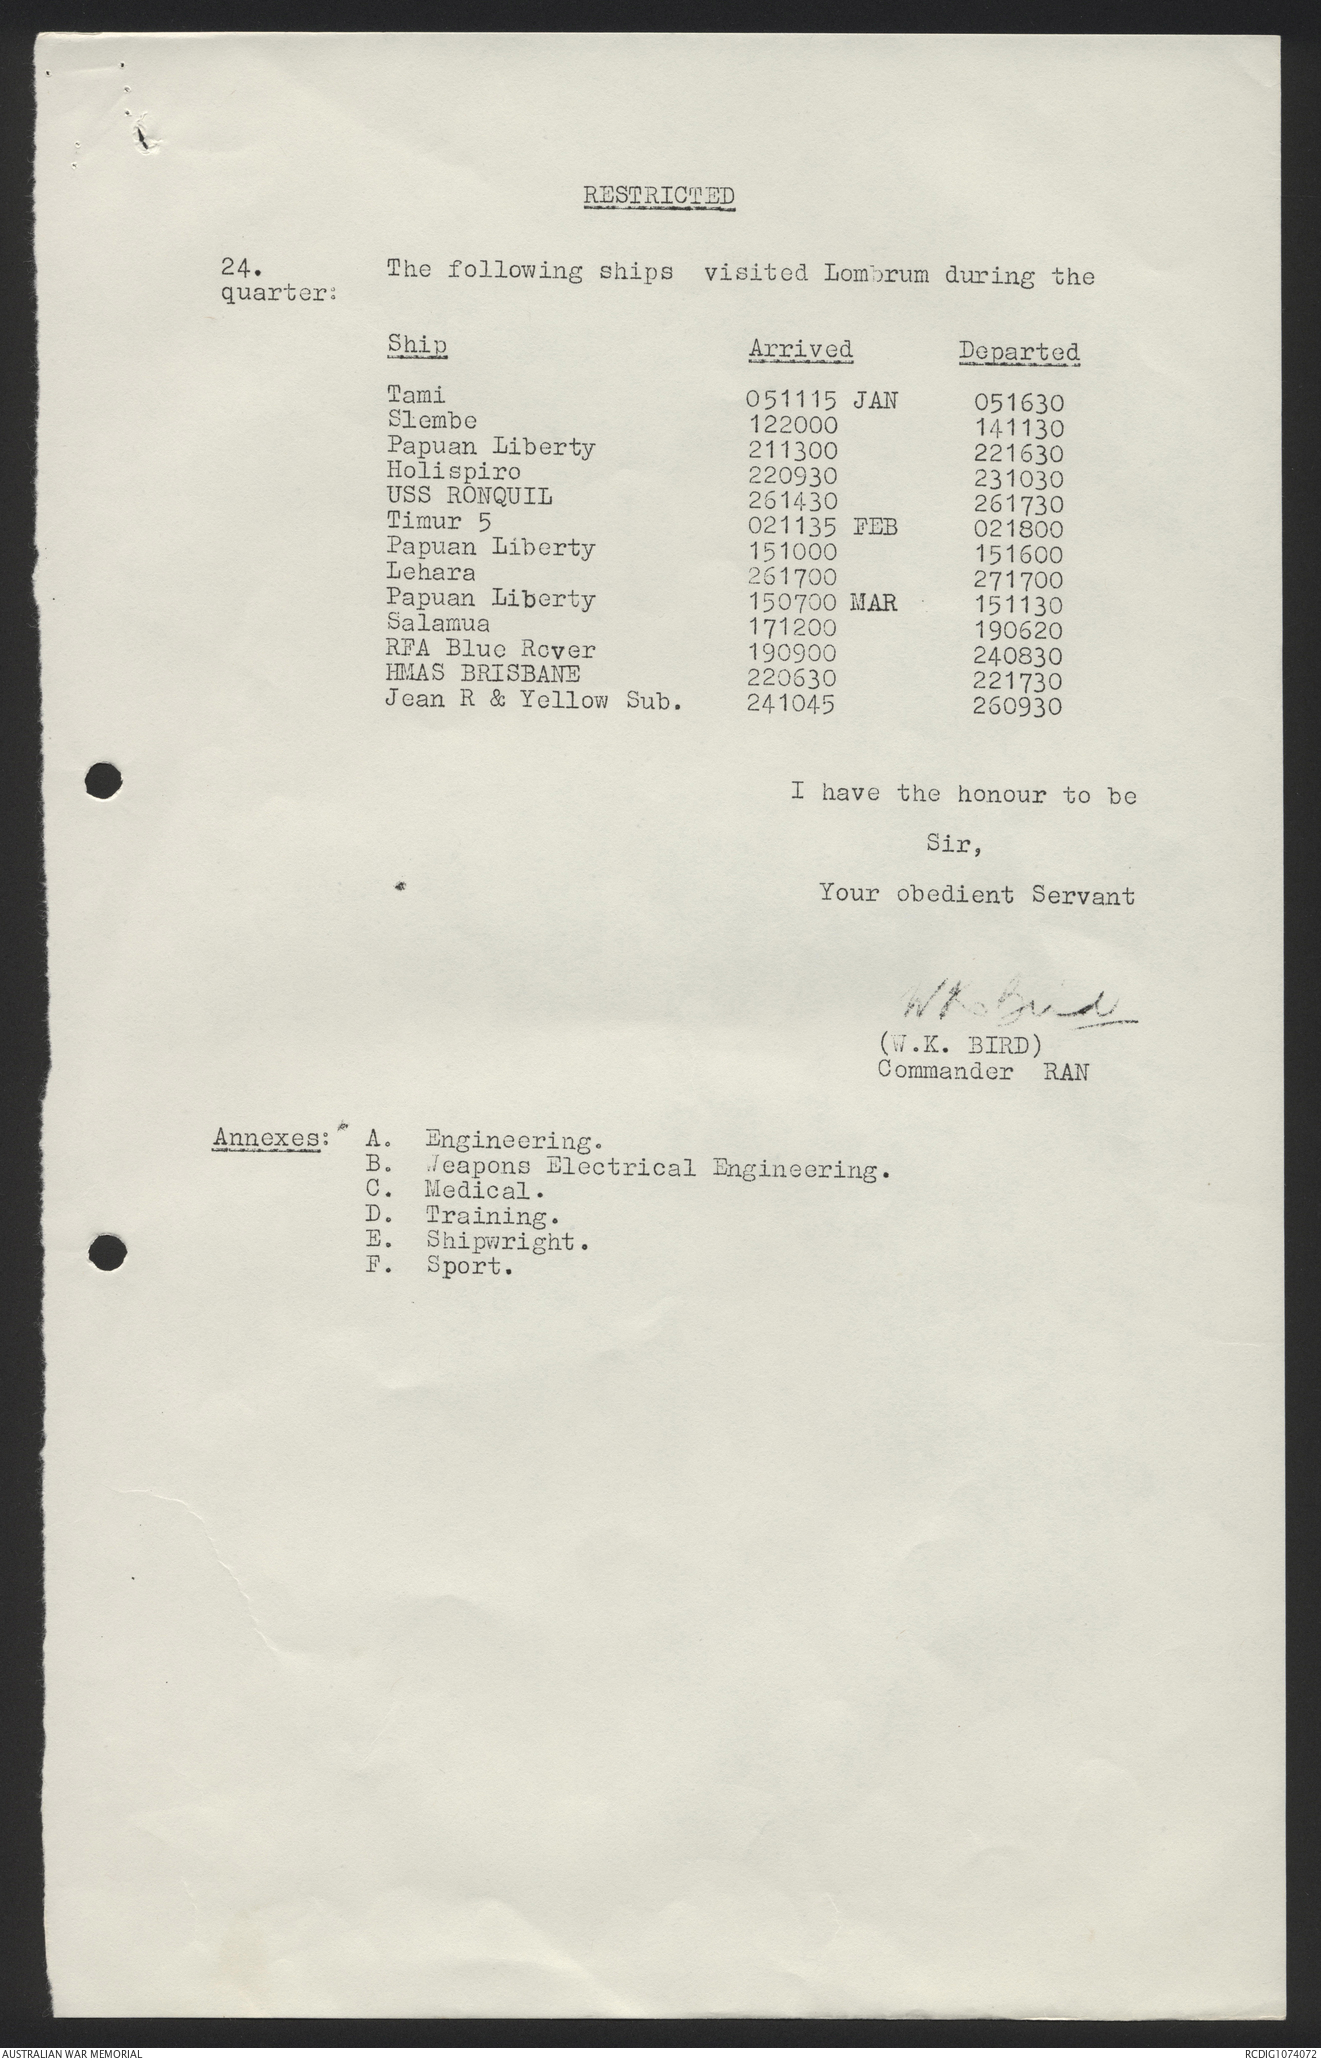 RESTRICTED
24. The following ships visited Lombrum during the
quarter:
Ship Arrived Departed
Tami 051115 JAN 051630
Slembe 122000 141130
Papuan Liberty 211300 221630
Holispiro 220930 231030
USS RONQUIL 261430 261730
Timur 5 021135 FEB 021800
Papuan Liberty 151000 151600
Lehara 261700 271700
Papuan Liberty 150700 MAR 151130
Salamua 171200 190620
RFA Blue Rover 190900 240830
HMAS BRISBANE 220630 221730
Jean R & Yellow Sub. 241045 260930
I have the honour to be
Sir,
Your obedient Servant
WK Bird
(W.K. BIRD)
Commander RAN
Annexes: A. Engineering.
B. Weapons Electrical Engineering.
C. Medical.
D. Training.
E. Shipwright.
F. Sport.
AUSTRALIAN WAR MEMORIAL RCDIG1074072